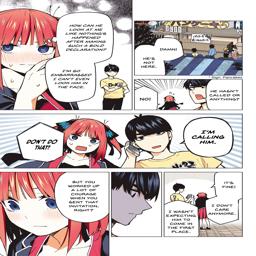 HOW CAN HE
LOOK AT ME
LIKE NOTHING'S
HAPPENED
AFTER MAKING
SUCH A BOLD
DECLARATION?
I'M SO
EMBARRASSED
I CAN'T EVEN
LOOK HIM IN
THE FACE.
DAMN!
HE'S
NOT
HERE.
HE WASN'T
CALLED OR
ANYTHING?
NO!
I'M
CALLING
HIM.
DON'T DO
THAT!
IT'S
FINE!
I DON'T
CARE
ANYMORE.
I WASN'T
EXPECTING
HIM TO
COME IN THE
FIRST
PLACE.
BUT YOU
WORKED UP
A LOT OF
COURAGE
WHEN YOU
SENT THAT
INVITATION,
RIGHT?